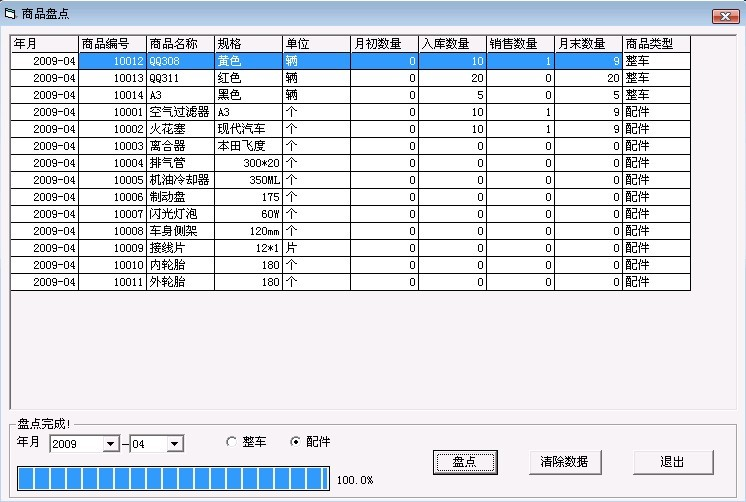 商品盘点
年月 商品编号 商品名称 规格 单位 月初数量 入库数量 销售数量 月末数量 商品类型
2009-04 10012 QQ308 黄色 辆 0 10 1 9 整车
2009-04 10013 QQ311 红色 辆 0 20 0 20 整车
2009-04 10014 A3 黑色 辆 0 5 0 5 整车
2009-04 10001 空气过滤器 A3 个 0 10 1 9 配件
2009-04 10002 火花塞 现代汽车 个 0 10 1 9 配件
2009-04 10003 离合器 本田飞度 个 0 0 0 0 配件
2009-04 10004 排气管 300*20 个 0 0 0 0 配件
2009-04 10005 机油冷却器 350ML 个 0 0 0 0 配件
2009-04 10006 制动盘 175 个 0 0 0 0 配件
2009-04 10007 闪光灯泡 60W 个 0 0 0 0 配件
2009-04 10008 车身侧架 120mm 个 0 0 0 0 配件
2009-04 10009 接线片 12*1 片 0 0 0 0 配件
2009-04 10010 内轮胎 180 个 0 0 0 0 配件
2009-04 10011 外轮胎 180 个 0 0 0 0 配件
盘点完成!
年月 2009 — 04 整车 配件
盘点 清除数据 退出
100.0%